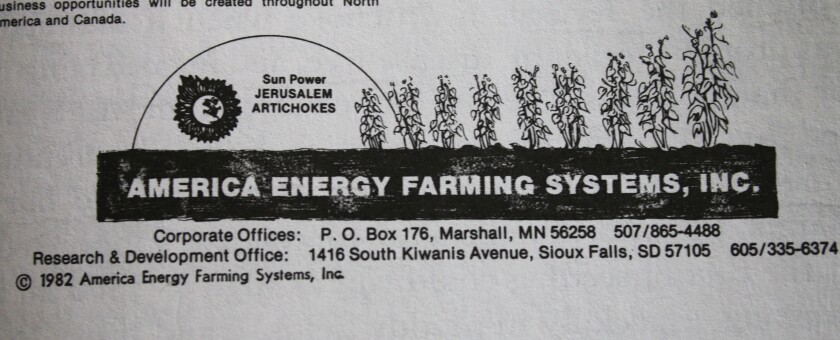 business opportunities will be created throughout North
merica and Canada.
Sun Power
JERUSALEM
ARTICHOKES
AMERICA ENERGY FARMING SYSTEMS, INC.
Corporate Offices: P. O. Box 176, Marshall, MN 56258 507/865-4488
Research & Development Office: 1416 South Kiwanis Avenue, Sioux Falls, SD 57105 605/335-6374
© 1982 America Energy Farming Systems, Inc.